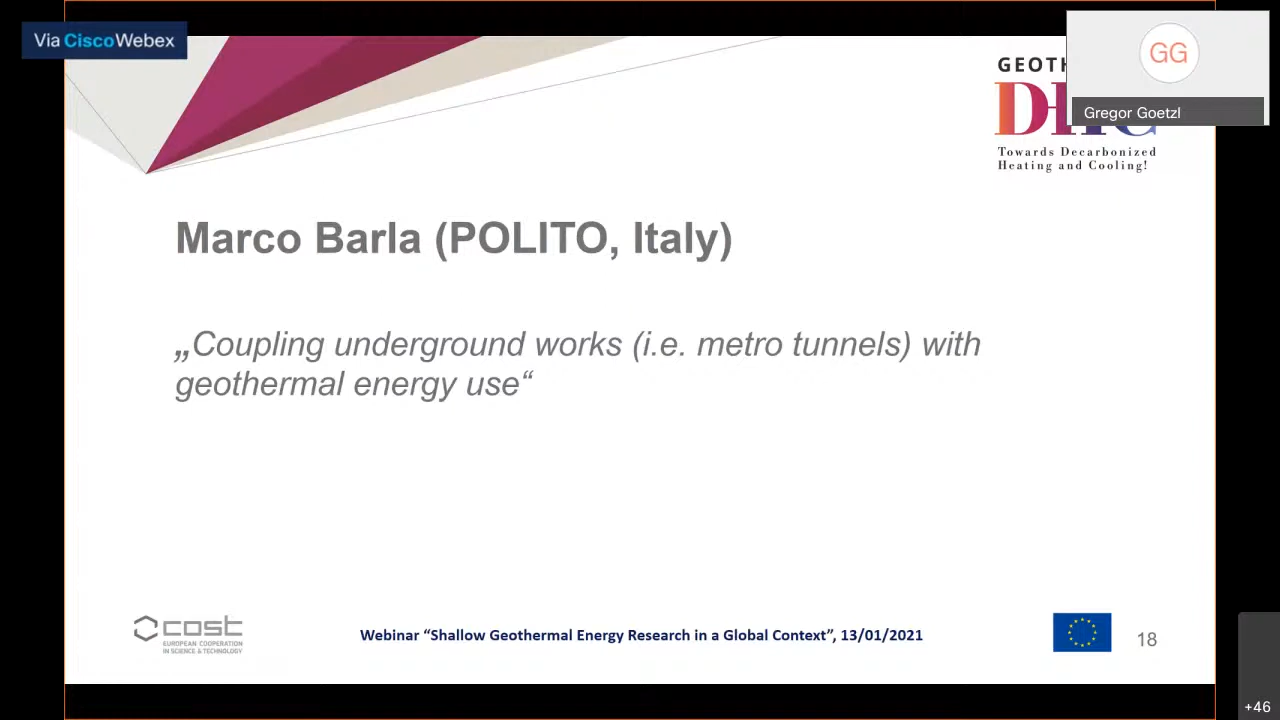 Via Cisco Webex
GG
Gregor Goetzl
GEOTH
Towards Decarbonized
Heating and Cooling!
Marco Barla (POLITO, Italy)
„Coupling underground works (i.e. metro tunnels) with
geothermal energy use“
cost
EUROPEAN COOPERATION
IN SCIENCE & TECHNOLOGY
Webinar “Shallow Geothermal Energy Research in a Global Context”, 13/01/2021
18
+46